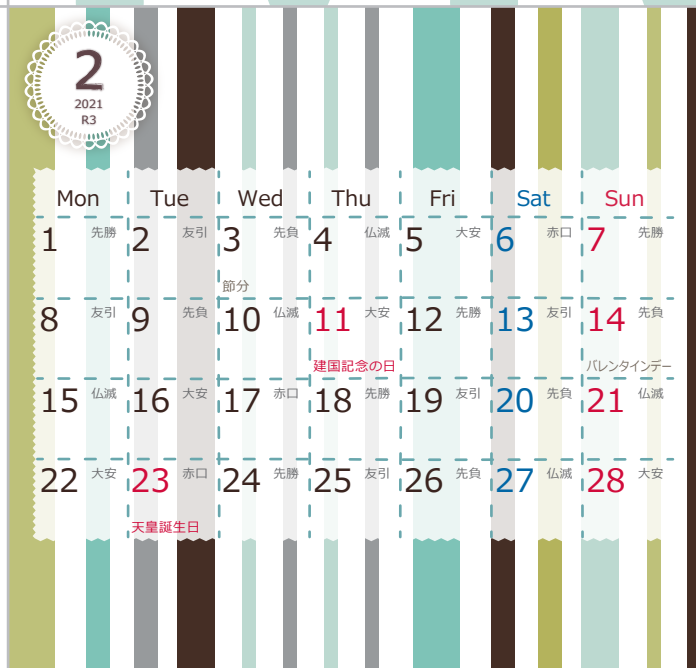 2
2021
R3
Mon Tue Wed Thu Fri Sat Sun
1 先勝 2 友引 3 先負 4 仏滅 5 大安 6 赤口 7 先勝
節分
8 友引 9 先負 10 仏滅 11 大安 12 先勝 13 友引 14 先負
建国記念の日 バレンタインデー
15 仏滅 16 大安 17 赤口 18 先勝 19 友引 20 先負 21 仏滅
22 大安 23 赤口 24 先勝 25 友引 26 先負 27 仏滅 28 大安
天皇誕生日